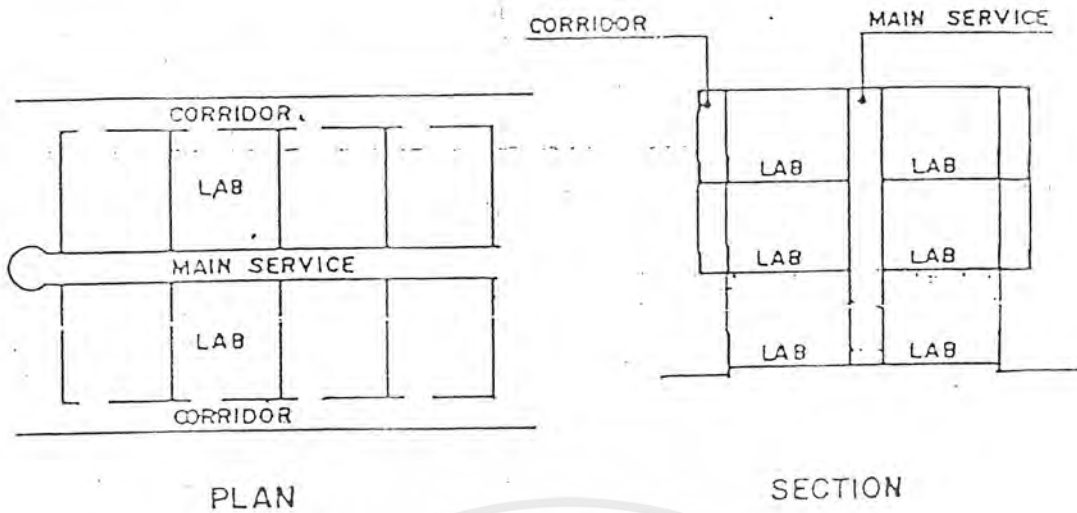 CORRIDOR
LAB
MAIN SERVICE
LAB
CORRIDOR
PLAN
CORRIDOR
MAIN SERVICE
LAB
LAB
LAB
LAB
LAB
LAB
SECTION